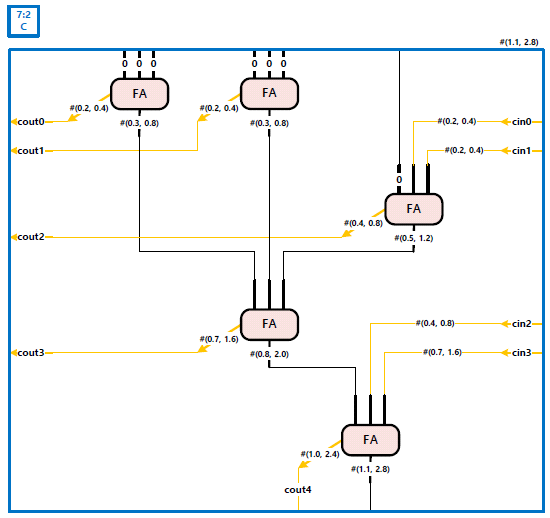 7:2
C
#(1.1, 2.8)
0 0 0
0 0 0
FA
FA
#(0.2, 0.4)
#(0.2, 0.4)
cout0
#(0.3, 0.8)
#(0.3, 0.8)
#(0.2, 0.4)
cin0
cout1
#(0.2, 0.4)
cin1
0
FA
#(0.4, 0.8)
cout2
#(0.5, 1.2)
FA
#(0.4, 0.8)
cin2
#(0.7, 1.6)
cout3
#(0.8, 2.0)
#(0.7, 1.6)
cin3
FA
#(1.0, 2.4)
#(1.1, 2.8)
cout4